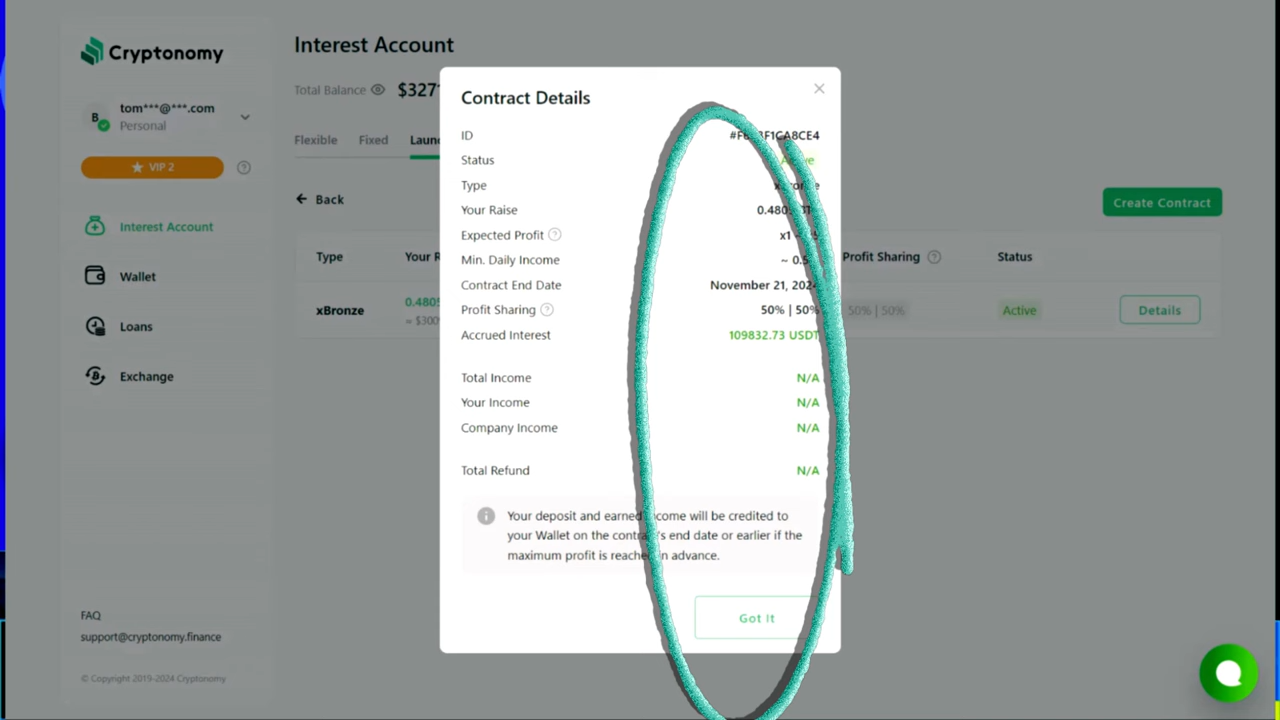 Cryptonomy
Interest Account
tom***@***.com
Personal
B
Total Balance
$327
VIP 2
Flexible Fixed
Back
Create Contract
Interest Account
Wallet
Loans
Exchange
Type
Profit Sharing
Status
xBronze
50% | 50%
Active
Details
Contract Details
ID
Status
Type
Your Raise
Expected Profit
Min. Daily Income
Contract End Date November 21, 2024
Profit Sharing 50% | 50%
Accrued Interest 109832.73 USDT
Total Income N/A
Your Income N/A
Company Income N/A
Total Refund N/A
Your deposit and earned income will be credited to
your Wallet on the contract's end date or earlier if the
maximum profit is reached in advance.
Got It
FAQ
support@cryptonomy.finance
© Copyright 2019-2024 Cryptonomy